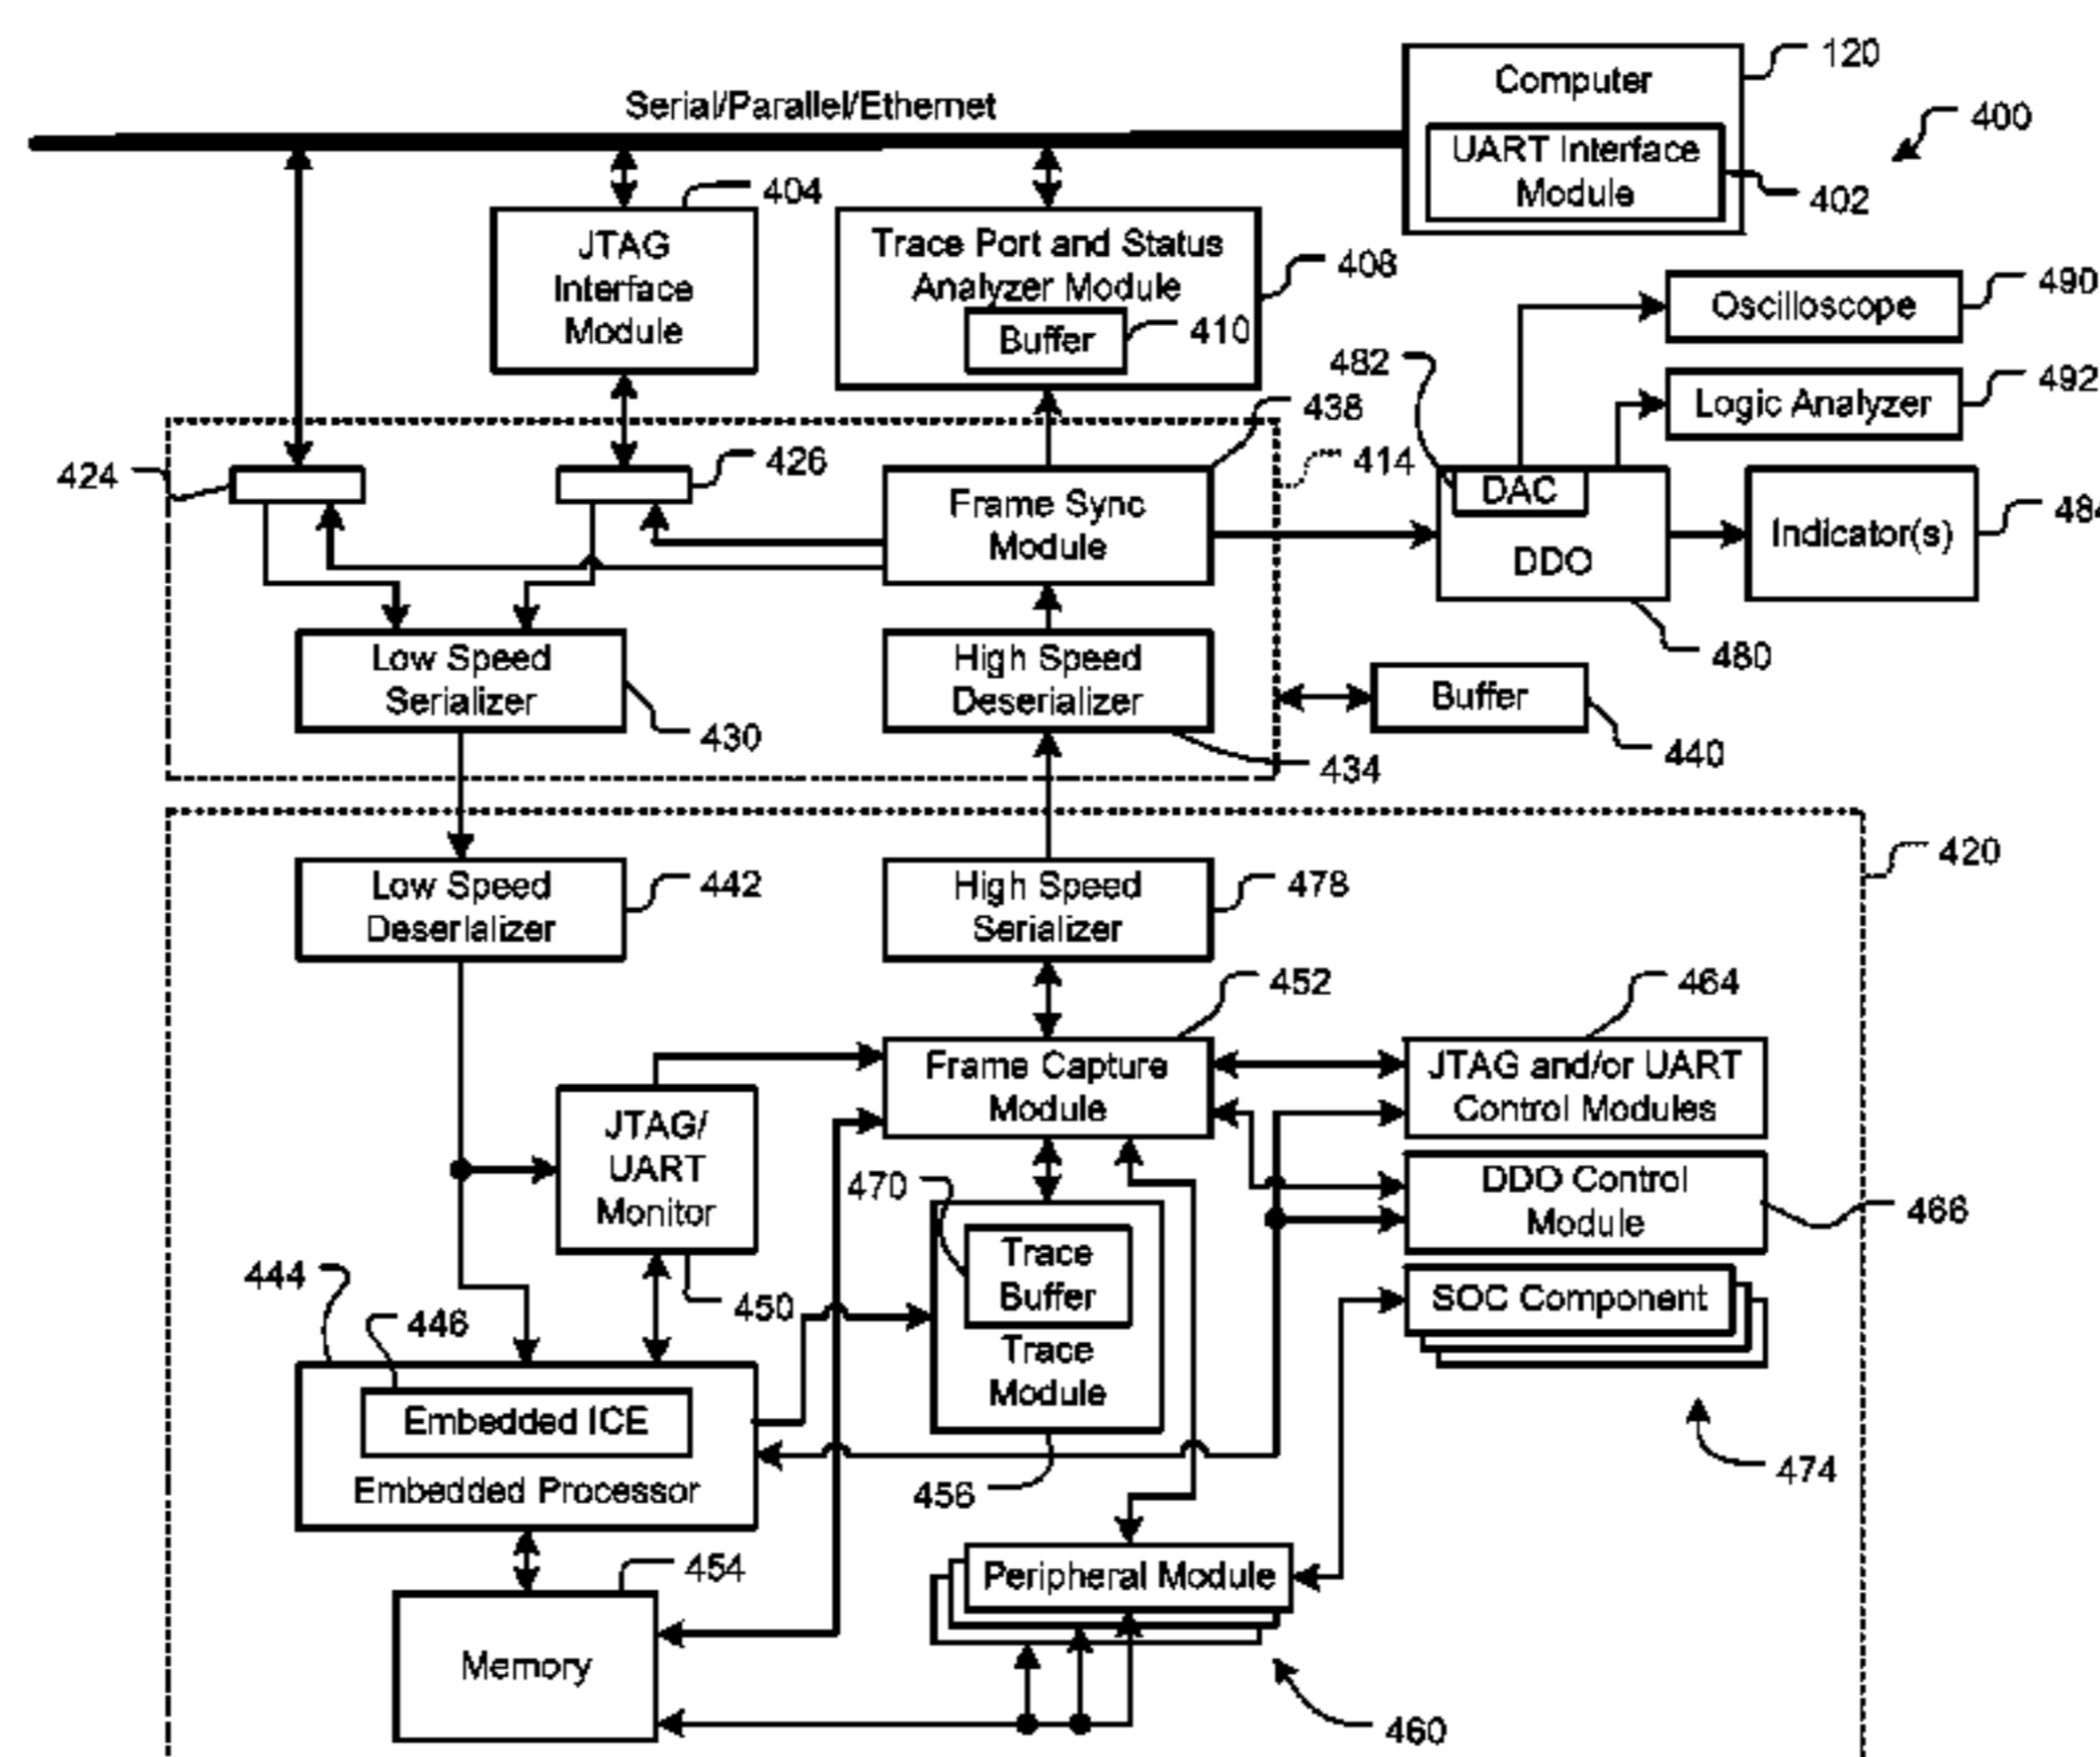 120
Computer
Serial/Parallel/Ethernet
400
UART Interface
Module
402
404
JTAG
Interface
Module
Trace Port and Status
Analyzer Module
408
Buffer
410
Oscilloscope
490
482
Logic Analyzer
492
438
424
426
414
Frame Sync
Module
DAC
DDO
Indicator(s)
484
Low Speed
Serializer
430
High Speed
Deserializer
434
480
Buffer
440
420
Low Speed
Deserializer
442
High Speed
Serializer
478
452
464
Frame Capture
Module
JTAG and/or UART
Control Modules
JTAG/
UART
Monitor
470
DDO Control
Module
466
444
446
450
Trace
Buffer
Trace
Module
SOC Component
Embedded ICE
Embedded Processor
456
474
454
Peripheral Module
Memory
460